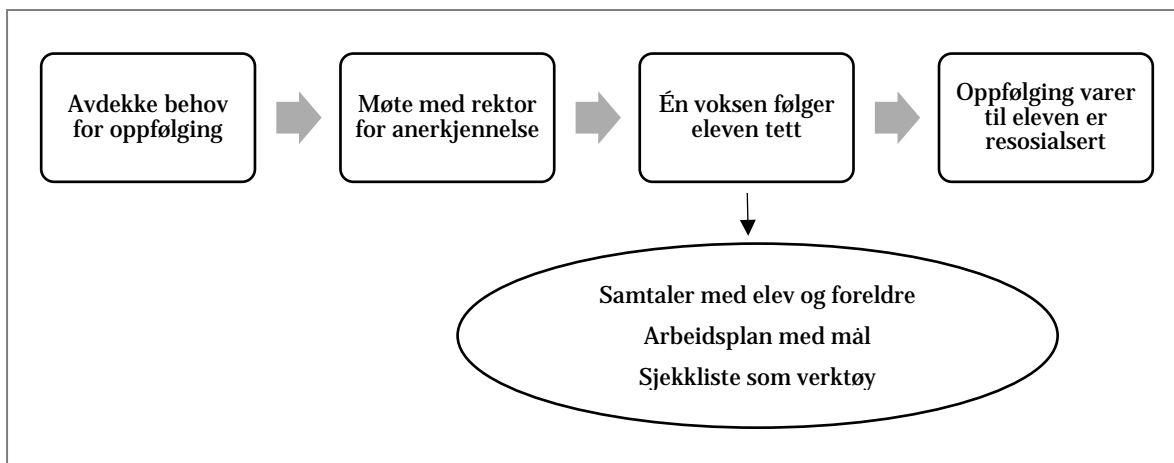 Avdekke behov
for oppfølging
Møte med rektor
for anerkjennelse
Én voksen følger
eleven tett
Oppfølging varer
til eleven er
resosialsert
Samtaler med elev og foreldre
Arbeidsplan med mål
Sjekkliste som verktøy